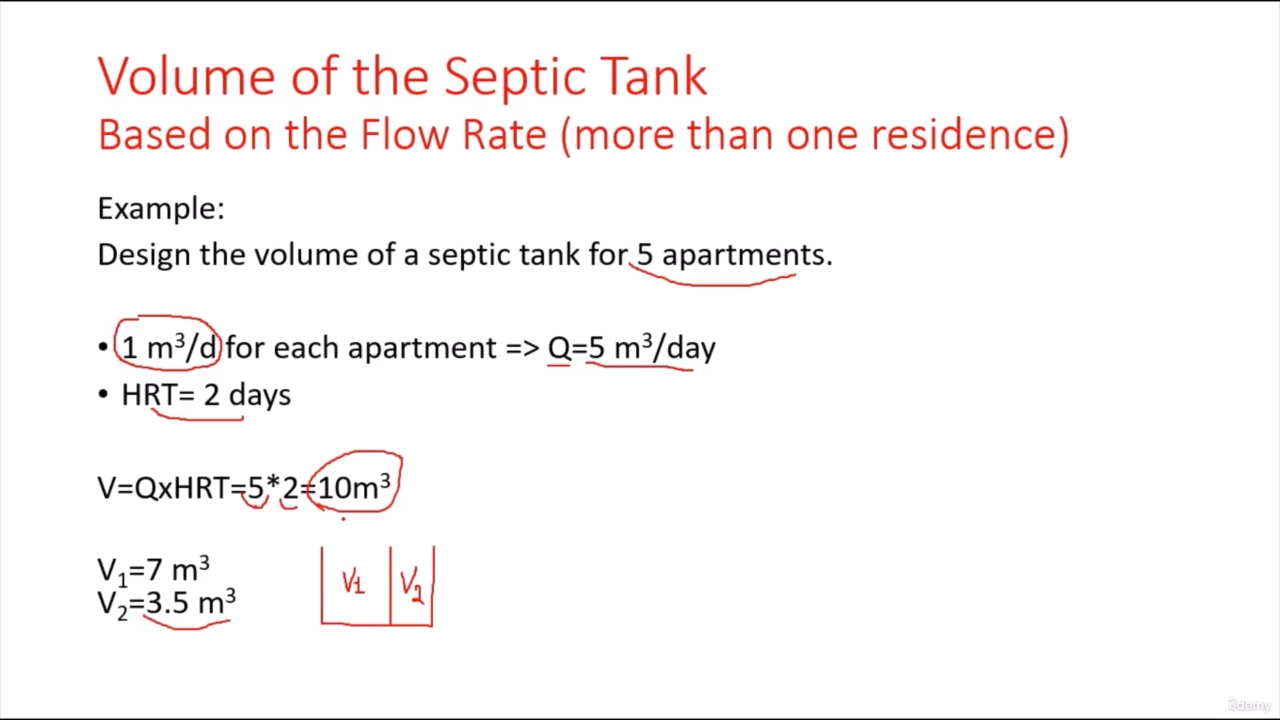 Volume of the Septic Tank
Based on the Flow Rate (more than one residence)
Example:
Design the volume of a septic tank for 5 apartments.
• 1 m³/d for each apartment => Q=5 m³/day
• HRT= 2 days
V=QxHRT=5*2=10m³
V₁=7 m³
V₂=3.5 m³
V1 V2
ûdemy